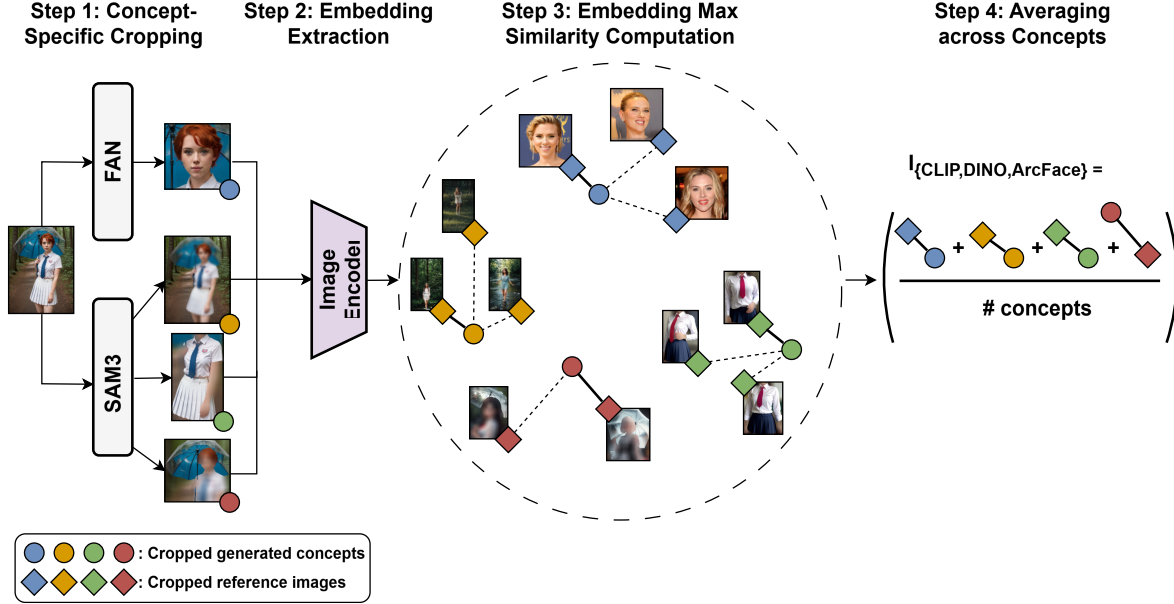 Step 1: Concept-
Specific Cropping
Step 2: Embedding
Extraction
Step 3: Embedding Max
Similarity Computation
Step 4: Averaging
across Concepts
FAN
SAM3
Image
Encoder
I{CLIP,DINO,ArcFace} =
+ + +
# concepts
: Cropped generated concepts
: Cropped reference images